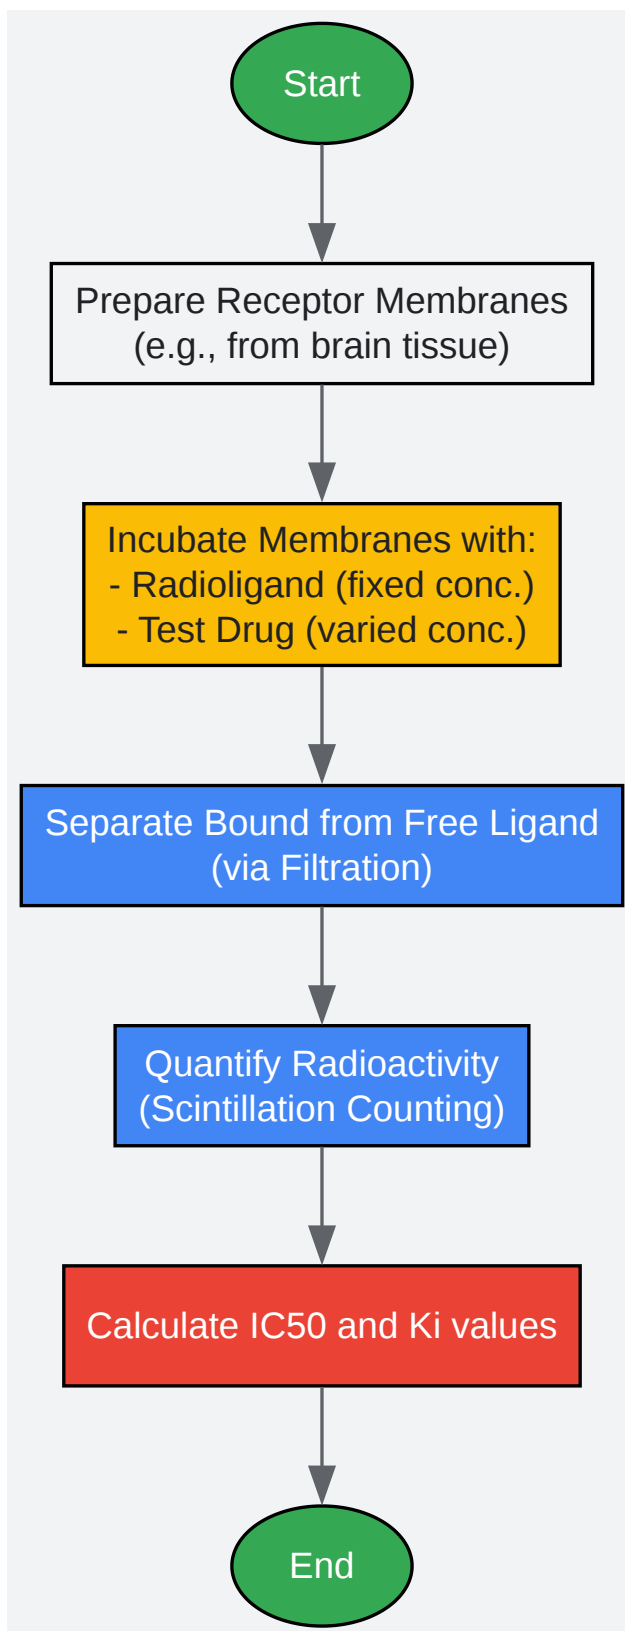 Start
Prepare Receptor Membranes
(e.g., from brain tissue)
Incubate Membranes with:
- Radioligand (fixed conc.)
- Test Drug (varied conc.)
Separate Bound from Free Ligand
(via Filtration)
Quantify Radioactivity
(Scintillation Counting)
Calculate IC50 and Ki values
End